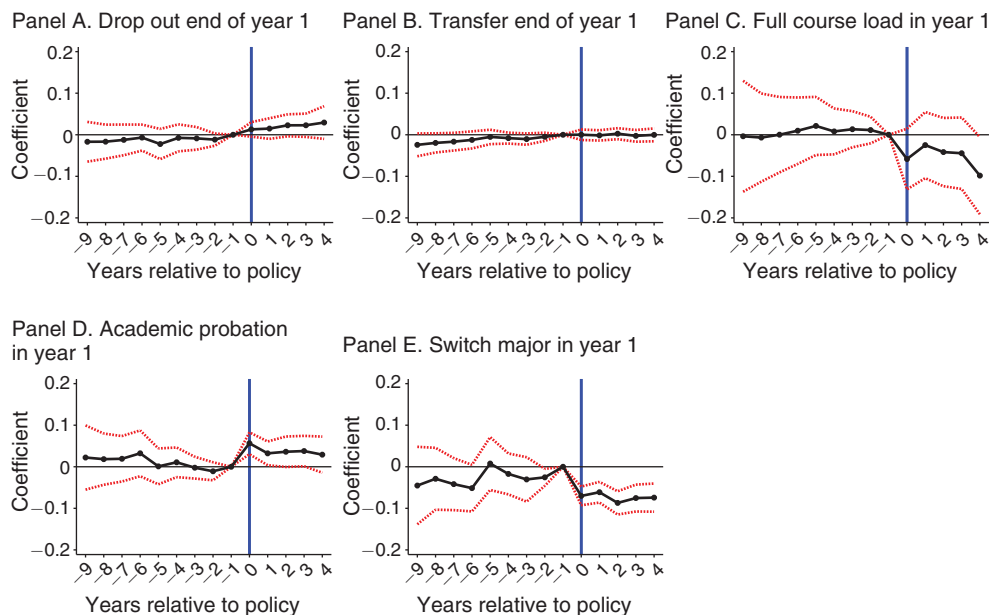 Panel A. Drop out end of year 1
0.2
0.1
0
−0.1
−0.2
Coefficient
−9 −8 −7 −6 −5 −4 −3 −2 −1 0 1 2 3 4
Years relative to policy
Panel B. Transfer end of year 1
0.2
0.1
0
−0.1
−0.2
Coefficient
−9 −8 −7 −6 −5 −4 −3 −2 −1 0 1 2 3 4
Years relative to policy
Panel C. Full course load in year 1
0.2
0.1
0
−0.1
−0.2
Coefficient
−9 −8 −7 −6 −5 −4 −3 −2 −1 0 1 2 3 4
Years relative to policy
Panel D. Academic probation
in year 1
0.2
0.1
0
−0.1
−0.2
Coefficient
−9 −8 −7 −6 −5 −4 −3 −2 −1 0 1 2 3 4
Years relative to policy
Panel E. Switch major in year 1
0.2
0.1
0
−0.1
−0.2
Coefficient
−9 −8 −7 −6 −5 −4 −3 −2 −1 0 1 2 3 4
Years relative to policy